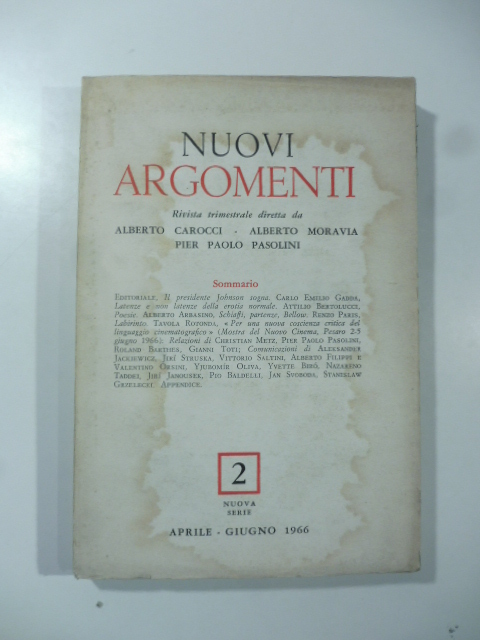 NUOVI
ARGOMENTI
Rivista trimestrale diretta da
ALBERTO CAROCCI - ALBERTO MORAVIA
PIER PAOLO PASOLINI
Sommario
EDITORIALE, Il presidente Johnson sogna. CARLO EMILIO GADDA,
Latenze e non latenze della erotia normale. ATTILIO BERTOLUCCI,
Poesie. ALBERTO ARBASINO, Schiaffi, partenze, Bellow. RENZO PARIS,
Labirinto. TAVOLA ROTONDA, « Per una nuova coscienza critica del
linguaggio cinematografico » (Mostra del Nuovo Cinema, Pesaro 2-5
giugno 1966): Relazioni di CHRISTIAN METZ, PIER PAOLO PASOLINI,
ROLAND BARTHES, GIANNI TOTI; Comunicazioni di ALEKSANDER
JACKIEWICZ, JIŘÍ STRUSKA, VITTORIO SALTINI, ALBERTO FILIPPI E
VALENTINO ORSINI, YJUBOMÍR OLIVA, YVETTE BIRÒ, NAZARENO
TADDEI, JIŘÍ JANOUSEK, PIO BALDELLI, JAN SVOBODA, STANISLAW
GRZELECKI. APPENDICE.
2
NUOVA
SERIE
APRILE - GIUGNO 1966